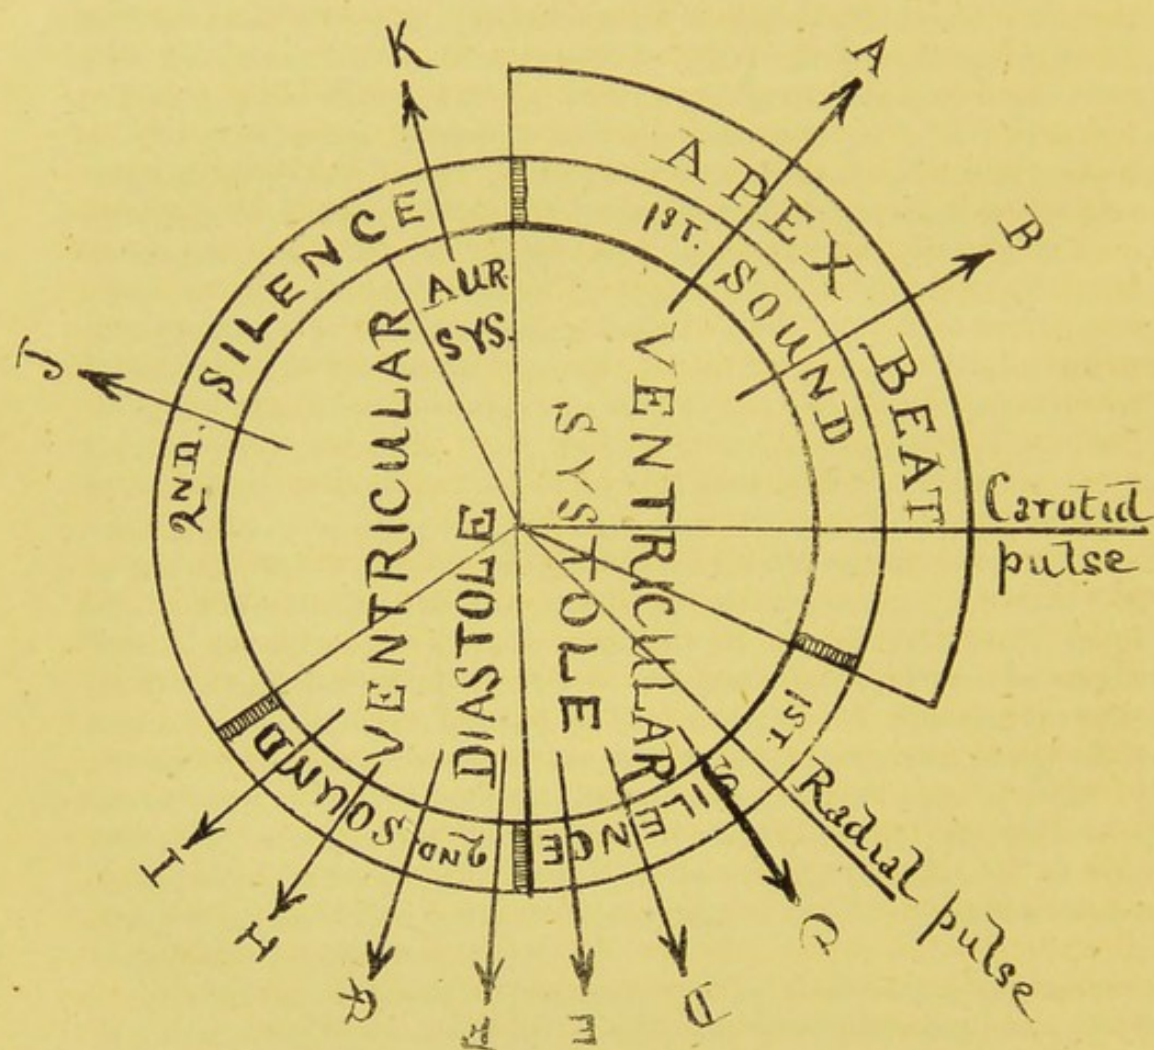 K
A
B
APEX BEAT
1ST. SOUND
Carotid
pulse
1ST SILENCE
Radial pulse
C
D
E
F
G
H
I
2ND SOUND
J
2ND. SILENCE
AUR.
SYS.
VENTRICULAR
SYSTOLE
VENTRICULAR
DIASTOLE